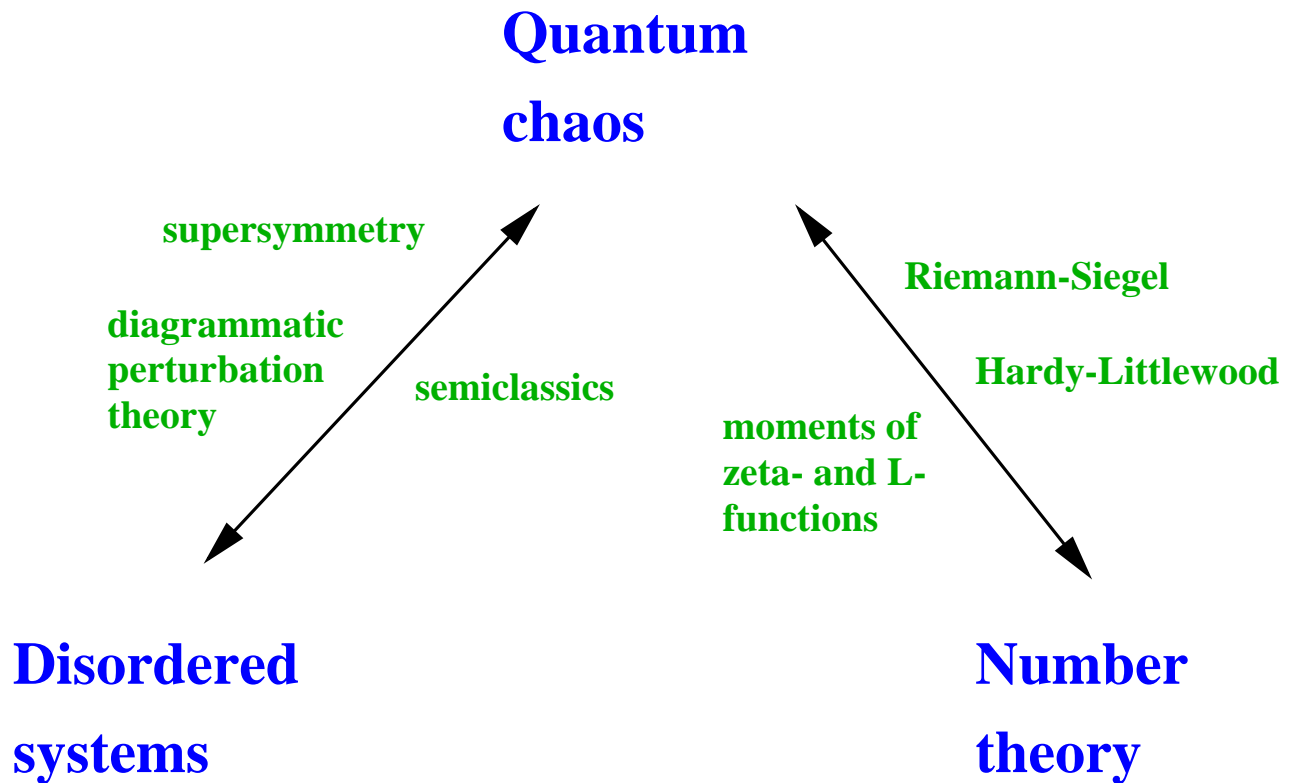 Quantum
chaos
supersymmetry
diagrammatic
perturbation
theory
semiclassics
Riemann-Siegel
Hardy-Littlewood
moments of
zeta- and L-
functions
Disordered
systems
Number
theory